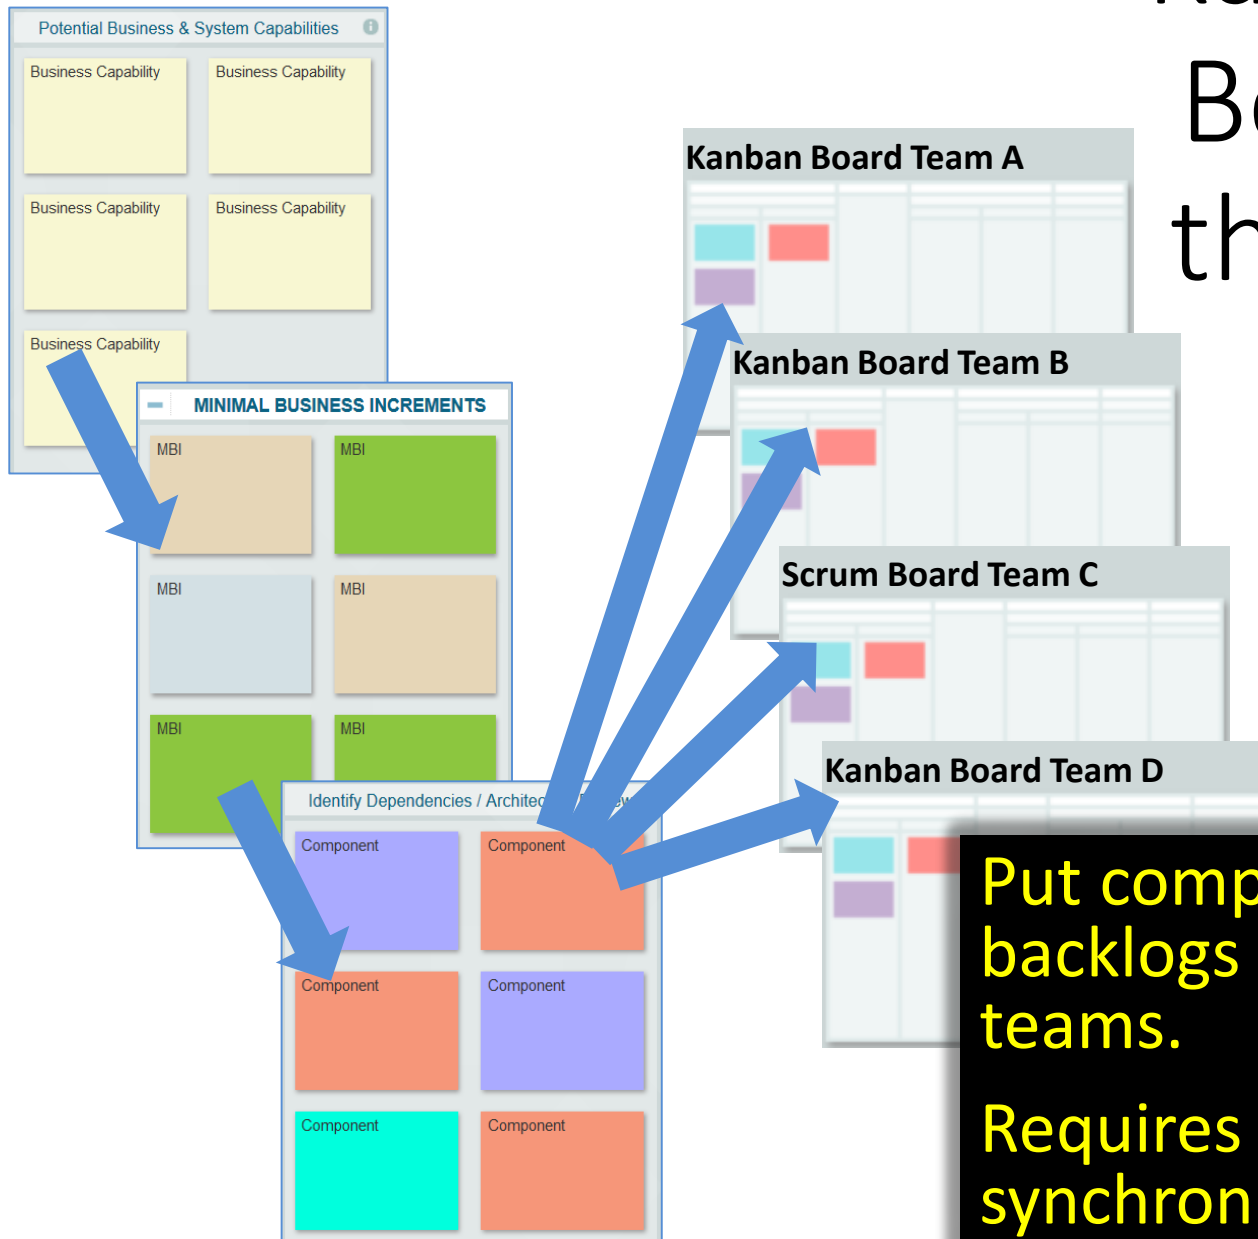 Potential Business & System Capabilities
Business Capability
Business Capability
Business Capability
Business Capability
Business Capability
MINIMAL BUSINESS INCREMENTS
MBI
MBI
MBI
MBI
MBI
MBI
Identify Dependencies /
Component
Component
Component
Component
Component
Component
Kanban Board Team A
Kanban Board Team B
Scrum Board Team C
Kanban Board Team D
th
Put comp
backlogs
teams.
Requires
synchron